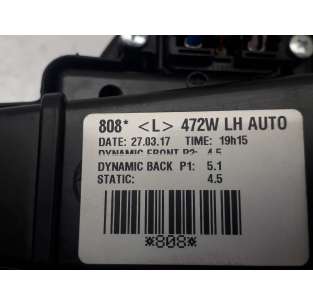 808* <L> 472W LH AUTO
DATE: 27.03.17 TIME: 19h15
DYNAMIC FRONT P2: 4.5
DYNAMIC BACK P1: 5.1
STATIC: 4.5
*808*